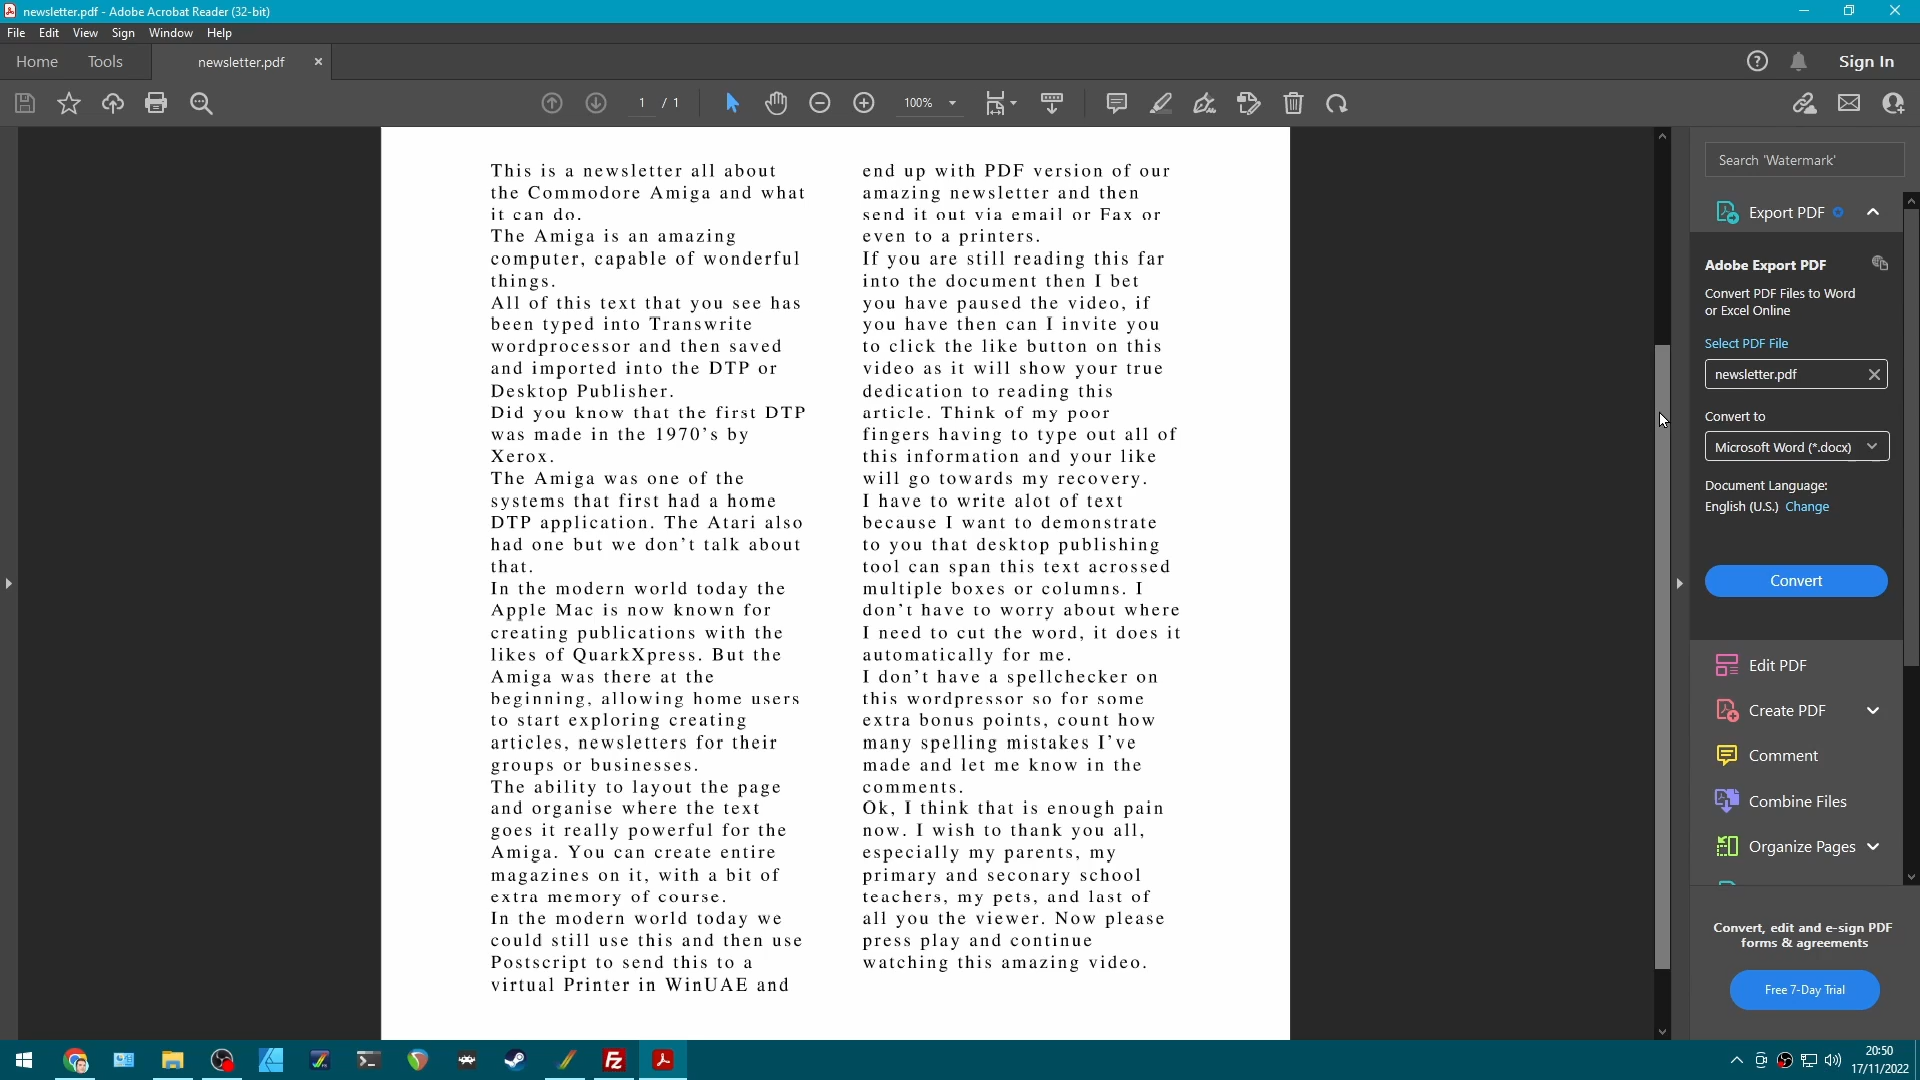 newsletter.pdf - Adobe Acrobat Reader (32-bit)
File Edit View Sign Window Help
Home Tools newsletter.pdf Sign In
1 / 1 100%
This is a newsletter all about
the Commodore Amiga and what
it can do.
The Amiga is an amazing
computer, capable of wonderful
things.
All of this text that you see has
been typed into Transwrite
wordprocessor and then saved
and imported into the DTP or
Desktop Publisher.
Did you know that the first DTP
was made in the 1970's by
Xerox.
The Amiga was one of the
systems that first had a home
DTP application. The Atari also
had one but we don't talk about
that.
In the modern world today the
Apple Mac is now known for
creating publications with the
likes of QuarkXpress. But the
Amiga was there at the
beginning, allowing home users
to start exploring creating
articles, newsletters for their
groups or businesses.
The ability to layout the page
and organise where the text
goes it really powerful for the
Amiga. You can create entire
magazines on it, with a bit of
extra memory of course.
In the modern world today we
could still use this and then use
Postscript to send this to a
virtual Printer in WinUAE and
end up with PDF version of our
amazing newsletter and then
send it out via email or Fax or
even to a printers.
If you are still reading this far
into the document then I bet
you have paused the video, if
you have then can I invite you
to click the like button on this
video as it will show your true
dedication to reading this
article. Think of my poor
fingers having to type out all of
this information and your like
will go towards my recovery.
I have to write alot of text
because I want to demonstrate
to you that desktop publishing
tool can span this text acrossed
multiple boxes or columns. I
don't have to worry about where
I need to cut the word, it does it
automatically for me.
I don't have a spellchecker on
this wordpressor so for some
extra bonus points, count how
many spelling mistakes I've
made and let me know in the
comments.
Ok, I think that is enough pain
now. I wish to thank you all,
especially my parents, my
primary and seconary school
teachers, my pets, and last of
all you the viewer. Now please
press play and continue
watching this amazing video.
Search 'Watermark'
Export PDF
Adobe Export PDF
Convert PDF Files to Word
or Excel Online
Select PDF File
newsletter.pdf
Convert to
Microsoft Word (*.docx)
Document Language:
English (U.S.) Change
Convert
Edit PDF
Create PDF
Comment
Combine Files
Organize Pages
Convert, edit and e-sign PDF
forms & agreements
Free 7-Day Trial
20:50
17/11/2022